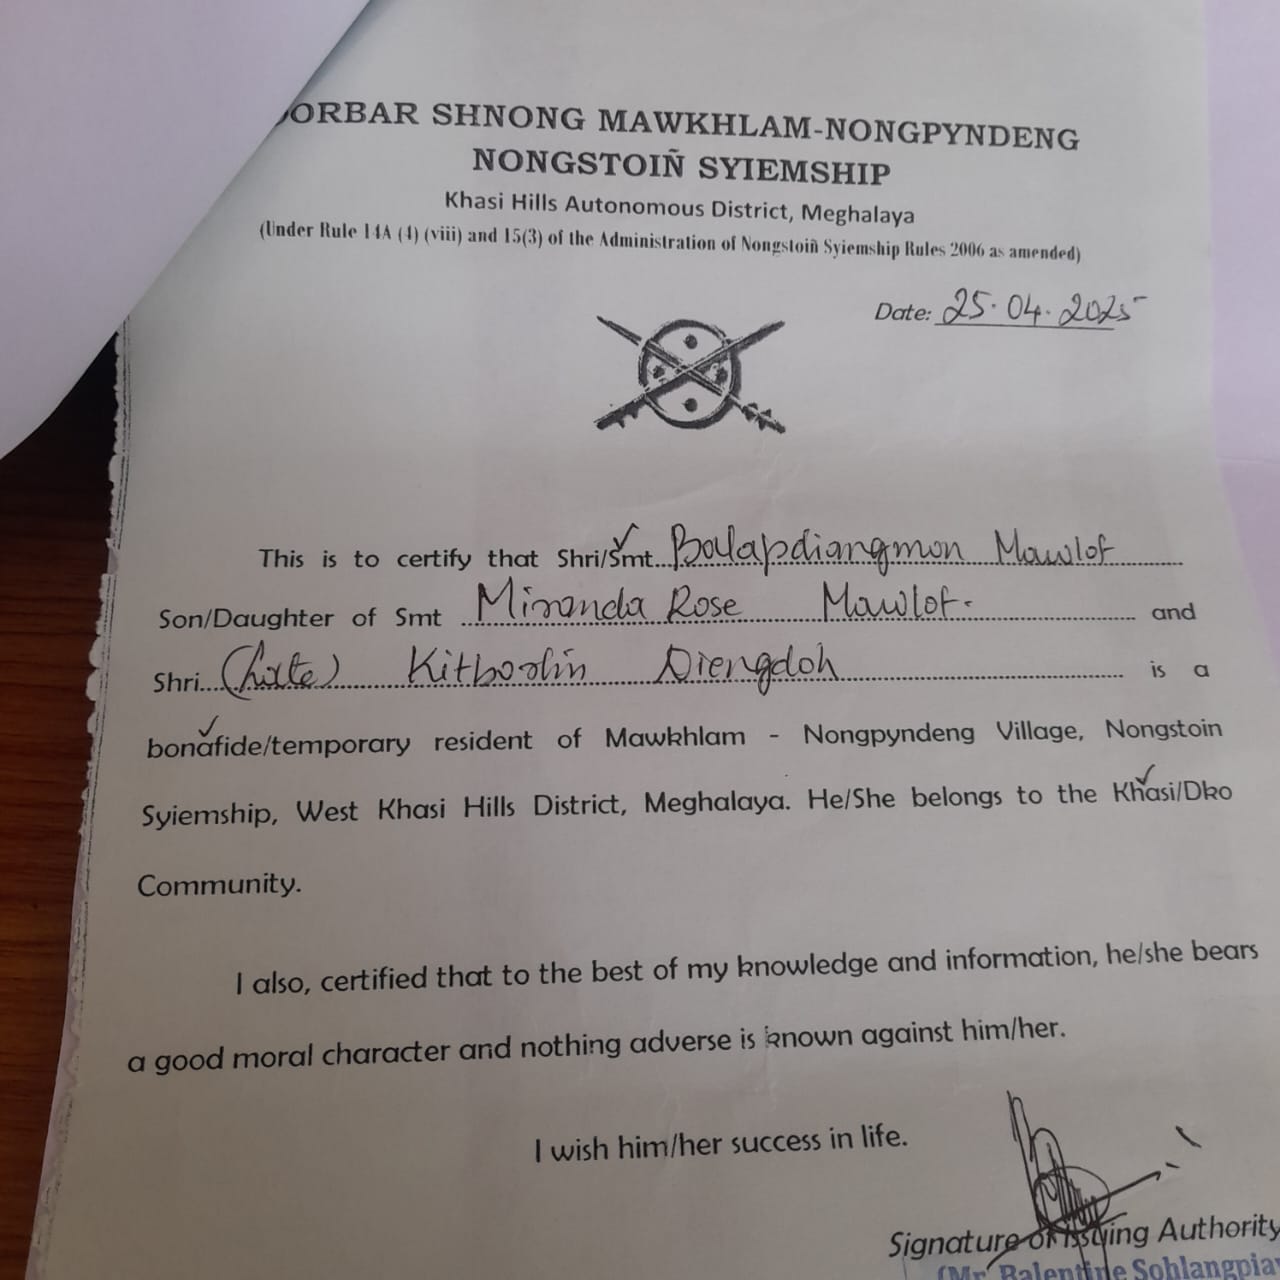 DORBAR SHNONG MAWKHLAM-NONGPYNDENG
NONGSTOIÑ SYIEMSHIP
Khasi Hills Autonomous District, Meghalaya
(Under Rule 14A (4) (viii) and 15(3) of the Administration of Nongstoiñ Syiemship Rules 2006 as amended)
Date: 25.04.2025
This is to certify that Shri/Smt... Balapdiangmon Mawlot
Son/Daughter of Smt Miranda Rose Mawlot. and
Shri... (Late) Kitboolin Diengdoh is a
bonafide/temporary resident of Mawkhlam - Nongpyndeng Village, Nongstoin
Syiemship, West Khasi Hills District, Meghalaya. He/She belongs to the Khasi/Dko
Community.
I also, certified that to the best of my knowledge and information, he/she bears
a good moral character and nothing adverse is known against him/her.
I wish him/her success in life.
Signature of Issuing Authority
(Mr. Balentine Sohlangpiaw